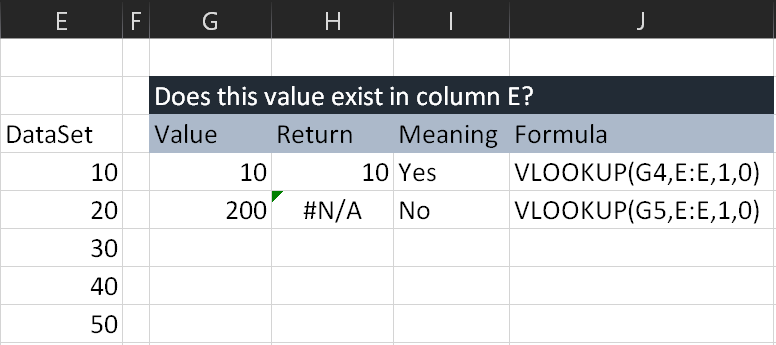 E F G H I J
Does this value exist in column E?
DataSet Value Return Meaning Formula
10 10 10 Yes VLOOKUP(G4,E:E,1,0)
20 200 #N/A No VLOOKUP(G5,E:E,1,0)
30
40
50